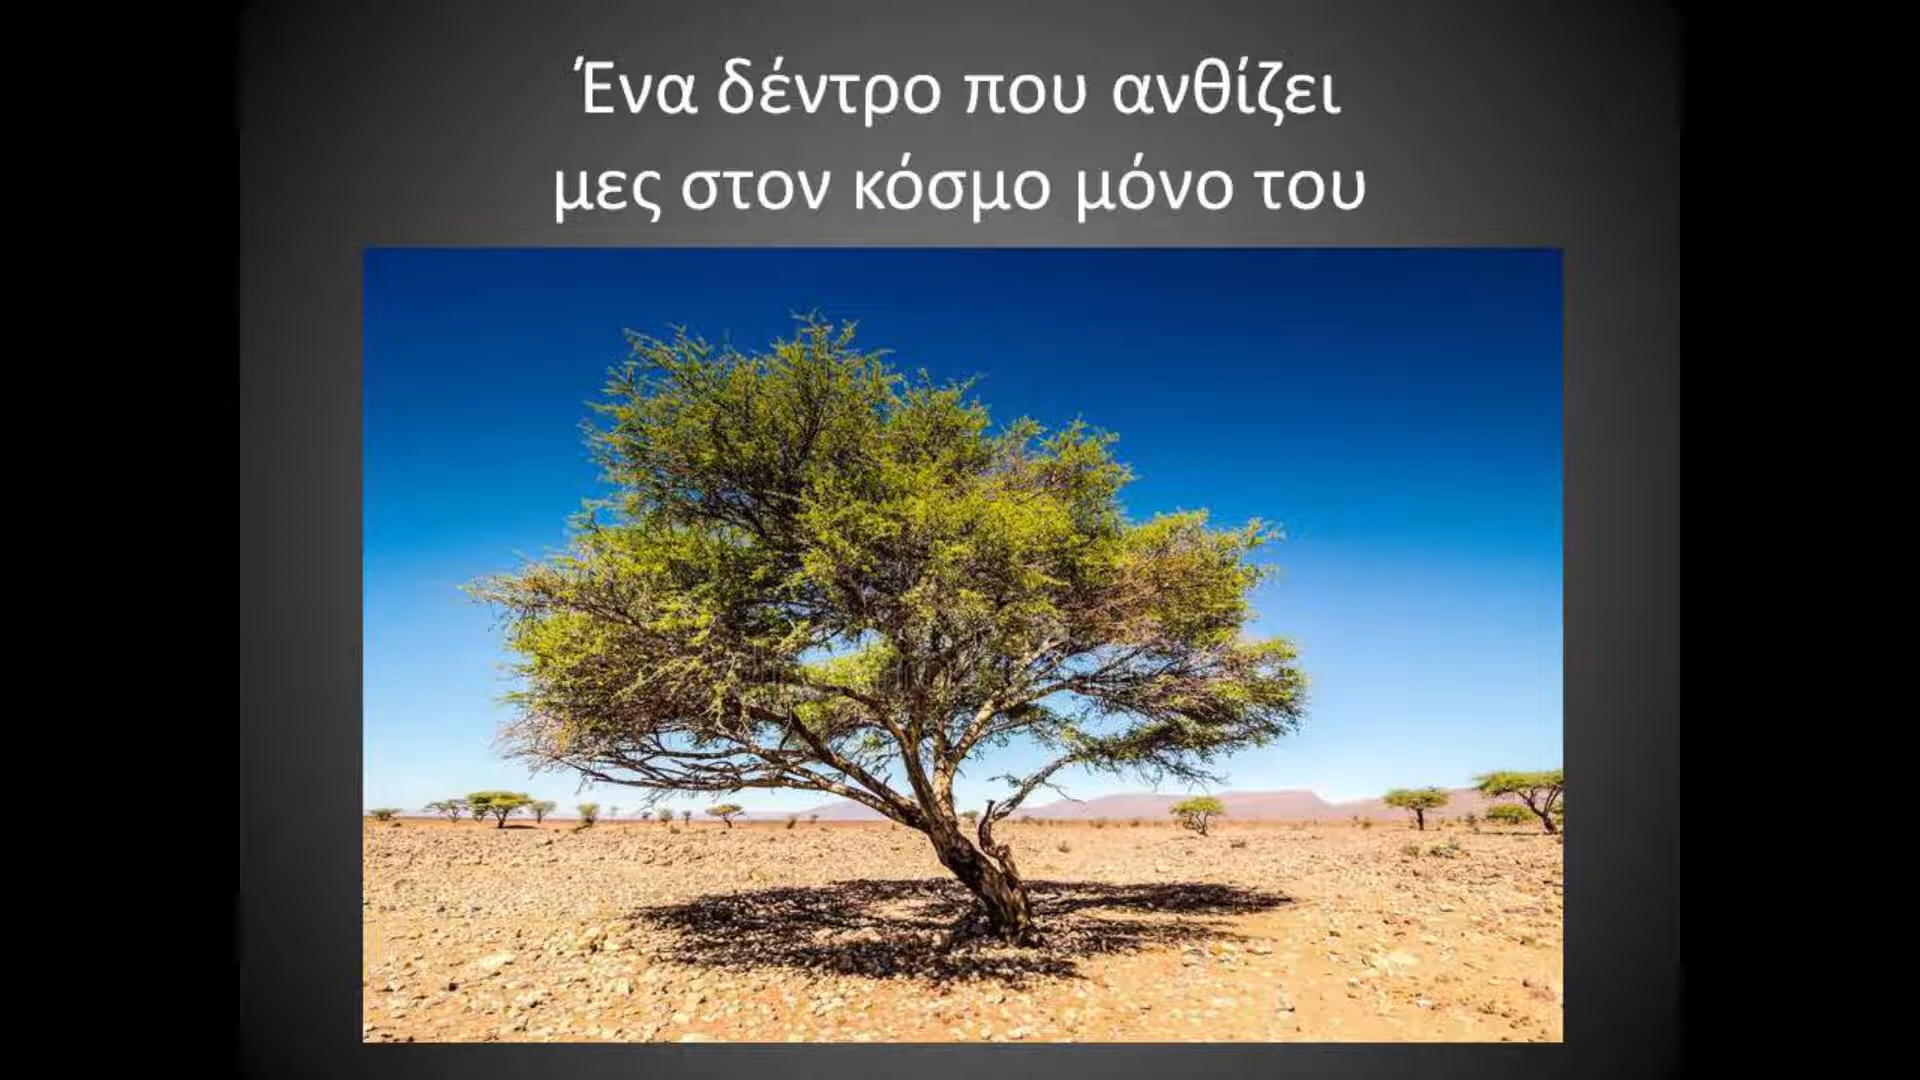 Ένα δέντρο που ανθίζει
μες στον κόσμο μόνο του